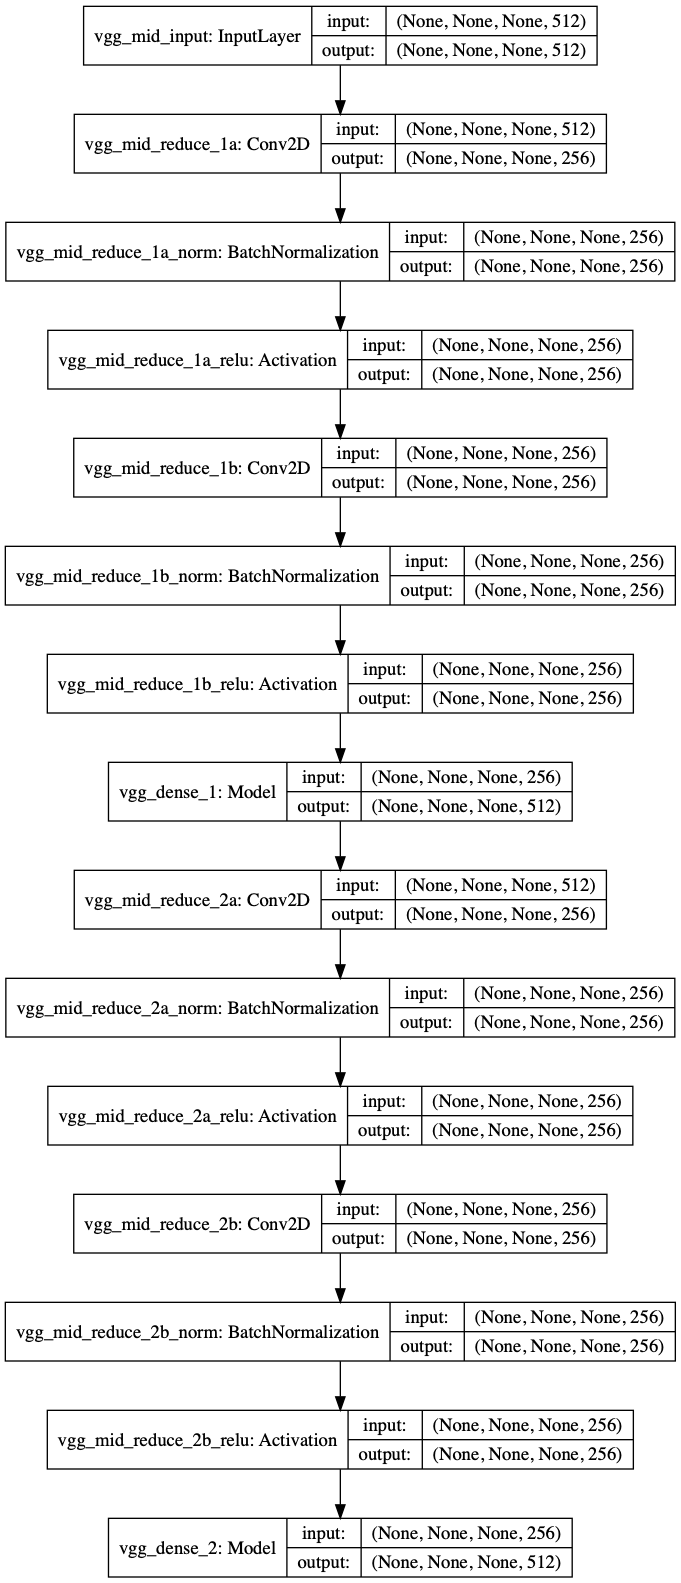 vgg_mid_input: InputLayer
input: (None, None, None, 512)
output: (None, None, None, 512)
vgg_mid_reduce_1a: Conv2D
input: (None, None, None, 512)
output: (None, None, None, 256)
vgg_mid_reduce_1a_norm: BatchNormalization
input: (None, None, None, 256)
output: (None, None, None, 256)
vgg_mid_reduce_1a_relu: Activation
input: (None, None, None, 256)
output: (None, None, None, 256)
vgg_mid_reduce_1b: Conv2D
input: (None, None, None, 256)
output: (None, None, None, 256)
vgg_mid_reduce_1b_norm: BatchNormalization
input: (None, None, None, 256)
output: (None, None, None, 256)
vgg_mid_reduce_1b_relu: Activation
input: (None, None, None, 256)
output: (None, None, None, 256)
vgg_dense_1: Model
input: (None, None, None, 256)
output: (None, None, None, 512)
vgg_mid_reduce_2a: Conv2D
input: (None, None, None, 512)
output: (None, None, None, 256)
vgg_mid_reduce_2a_norm: BatchNormalization
input: (None, None, None, 256)
output: (None, None, None, 256)
vgg_mid_reduce_2a_relu: Activation
input: (None, None, None, 256)
output: (None, None, None, 256)
vgg_mid_reduce_2b: Conv2D
input: (None, None, None, 256)
output: (None, None, None, 256)
vgg_mid_reduce_2b_norm: BatchNormalization
input: (None, None, None, 256)
output: (None, None, None, 256)
vgg_mid_reduce_2b_relu: Activation
input: (None, None, None, 256)
output: (None, None, None, 256)
vgg_dense_2: Model
input: (None, None, None, 256)
output: (None, None, None, 512)